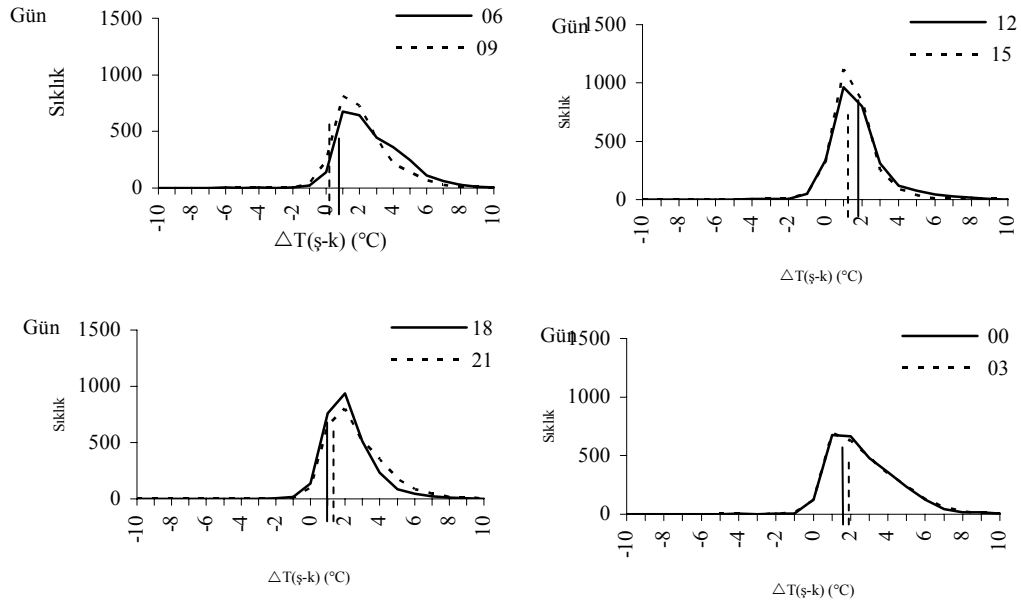 Gün 1500 06
09
1000
Sıklık
500
0
-10 -8 -6 -4 -2 0 2 4 6 8 10
△T(ş-k) (°C)
Gün 1500 12
15
1000
Sıklık
500
0
-10 -8 -6 -4 -2 0 2 4 6 8 10
△T(ş-k) (°C)
Gün 1500 18
21
1000
Sıklık
500
0
-10 -8 -6 -4 -2 0 2 4 6 8 10
△T(ş-k) (°C)
Gün 1500 00
03
1000
Sıklık
500
0
-10 -8 -6 -4 -2 0 2 4 6 8 10
△T(ş-k) (°C)